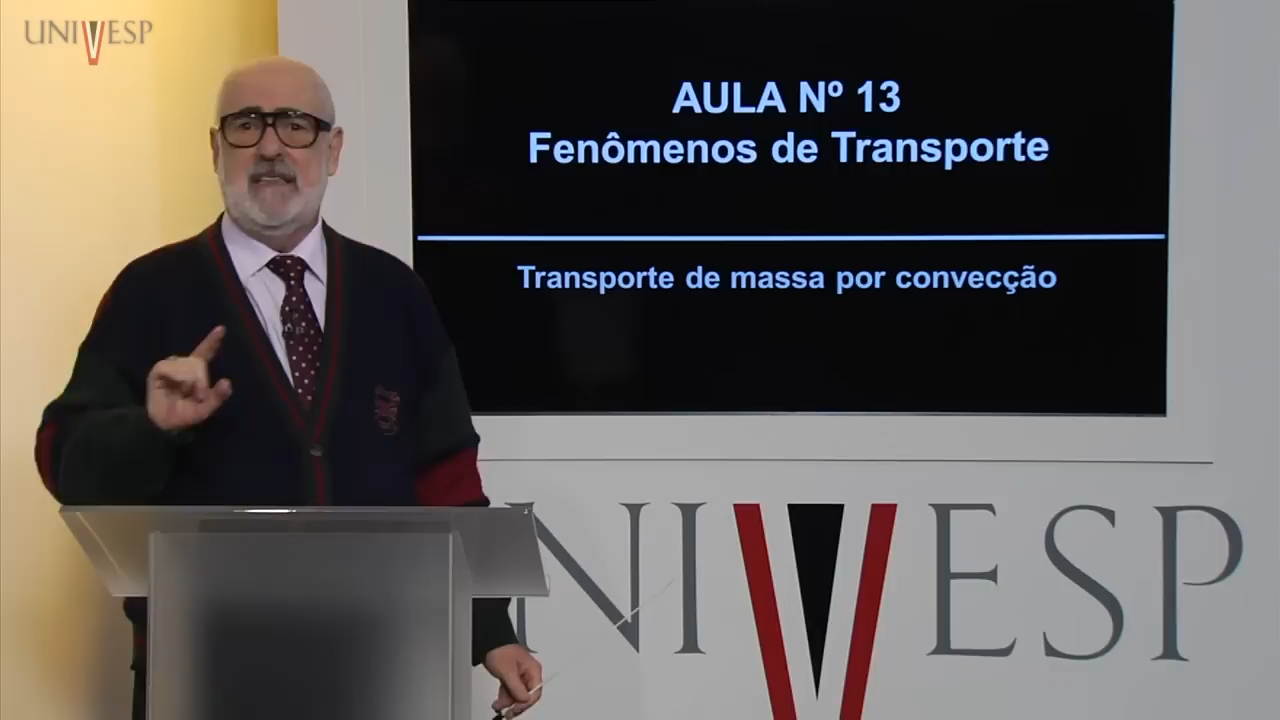 UNIVESP
AULA Nº 13
Fenômenos de Transporte
Transporte de massa por convecção
UNIVESP